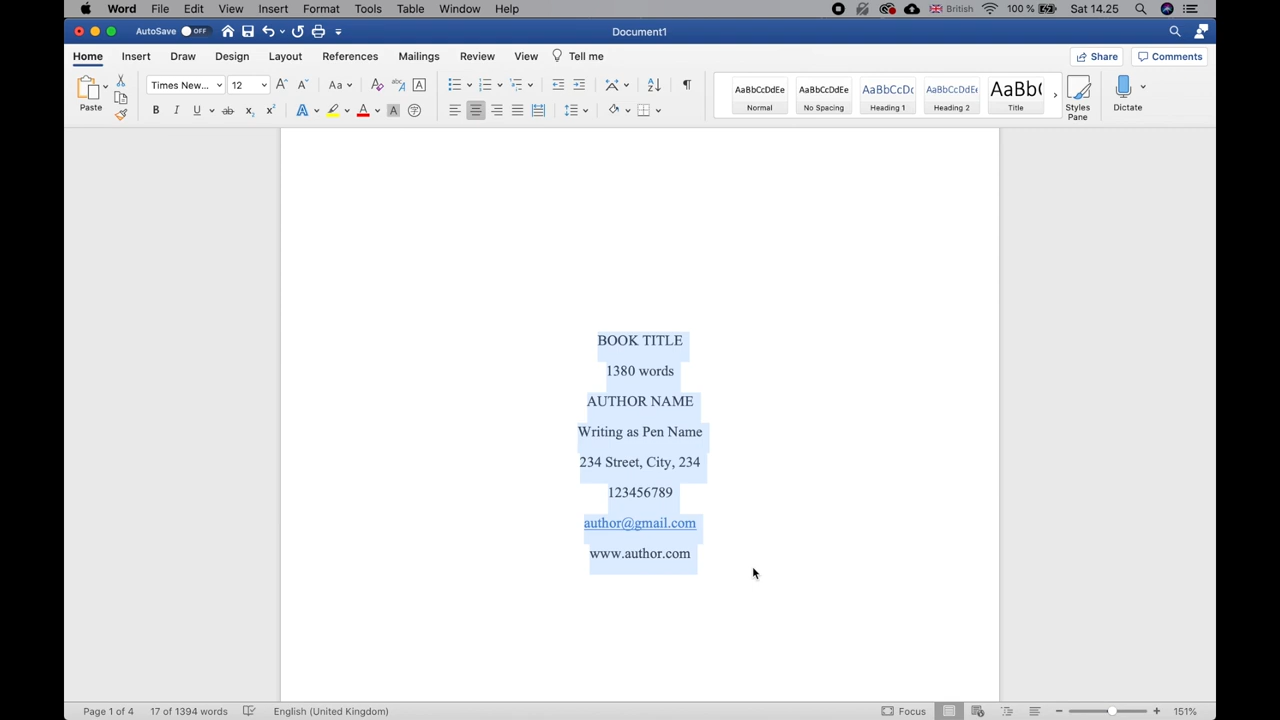 Word File Edit View Insert Format Tools Table Window Help British 100 % Sat 14.25
AutoSave OFF Document1
Home Insert Draw Design Layout References Mailings Review View Tell me Share Comments
Paste Times New... 12 Aa AaBbCcDdEe Normal AaBbCcDdEe No Spacing AaBbCcDc Heading 1 AaBbCcDdEe Heading 2 AaBb( Title Styles Pane Dictate
B I U ab x₂ x² A A A
BOOK TITLE
1380 words
AUTHOR NAME
Writing as Pen Name
234 Street, City, 234
123456789
author@gmail.com
www.author.com
Page 1 of 4 17 of 1394 words English (United Kingdom) Focus 151%